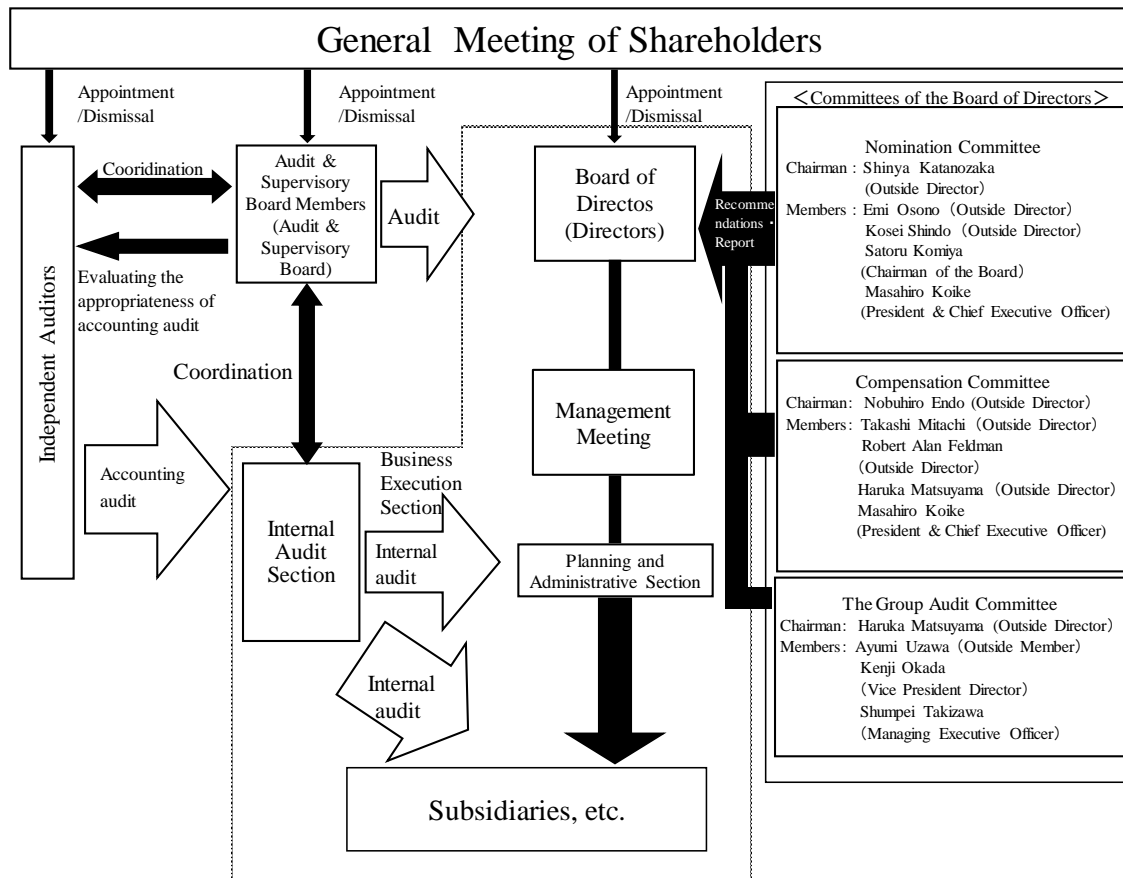 General Meeting of Shareholders
Appointment
/Dismissal
Appointment
/Dismissal
Appointment
/Dismissal
Independent Auditors
Cooridination
Audit &
Supervisory
Board Members
(Audit &
Supervisory
Board)
Audit
Evaluating the
appropriateness of
accounting audit
Coordination
Accounting
audit
Internal
Audit
Section
Business
Execution
Section
Internal
audit
Internal
audit
Board of
Directos
(Directors)
Recomme
ndations・
Report
Management
Meeting
Planning and
Administrative Section
Subsidiaries, etc.
＜Committees of the Board of Directors＞
Nomination Committee
Chairman : Shinya Katanozaka
(Outside Director)
Members : Emi Osono（Outside Director）
Kosei Shindo（Outside Director）
Satoru Komiya
(Chairman of the Board）
Masahiro Koike
(President & Chief Executive Officer)
Compensation Committee
Chairman： Nobuhiro Endo (Outside Director）
Members： Takashi Mitachi（Outside Director）
Robert Alan Feldman
(Outside Director）
Haruka Matsuyama（Outside Director）
Masahiro Koike
(President & Chief Executive Officer)
The Group Audit Committee
Chairman： Haruka Matsuyama (Outside Director）
Members： Ayumi Uzawa（Outside Member）
Kenji Okada
（Vice President Director）
Shumpei Takizawa
（Managing Executive Officer）